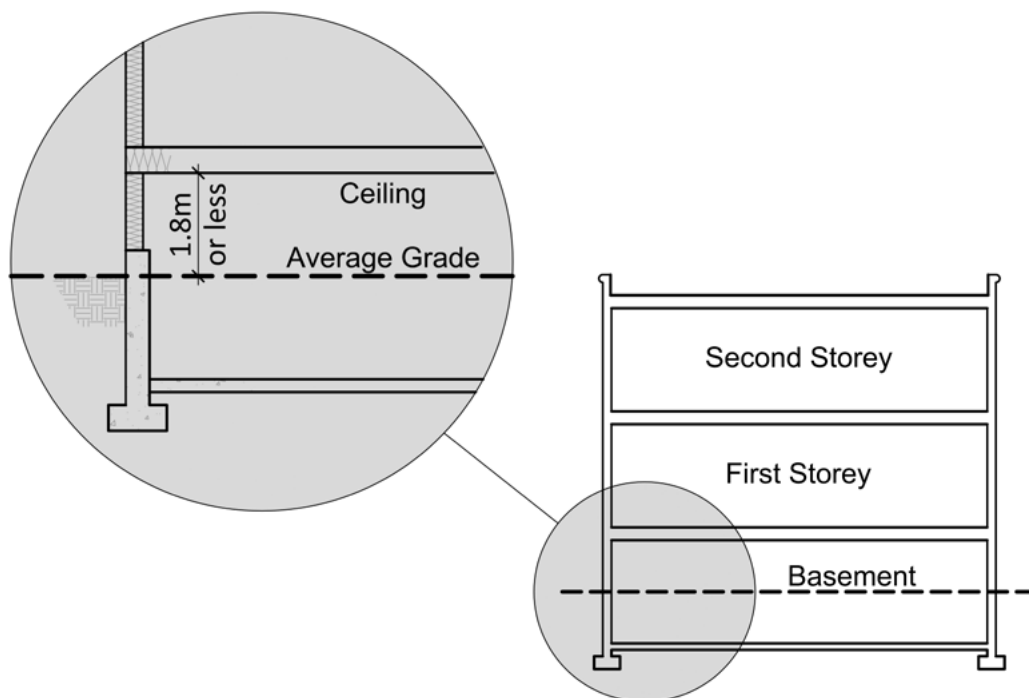 Ceiling
1.8m
or less
Average Grade
Second Storey
First Storey
Basement